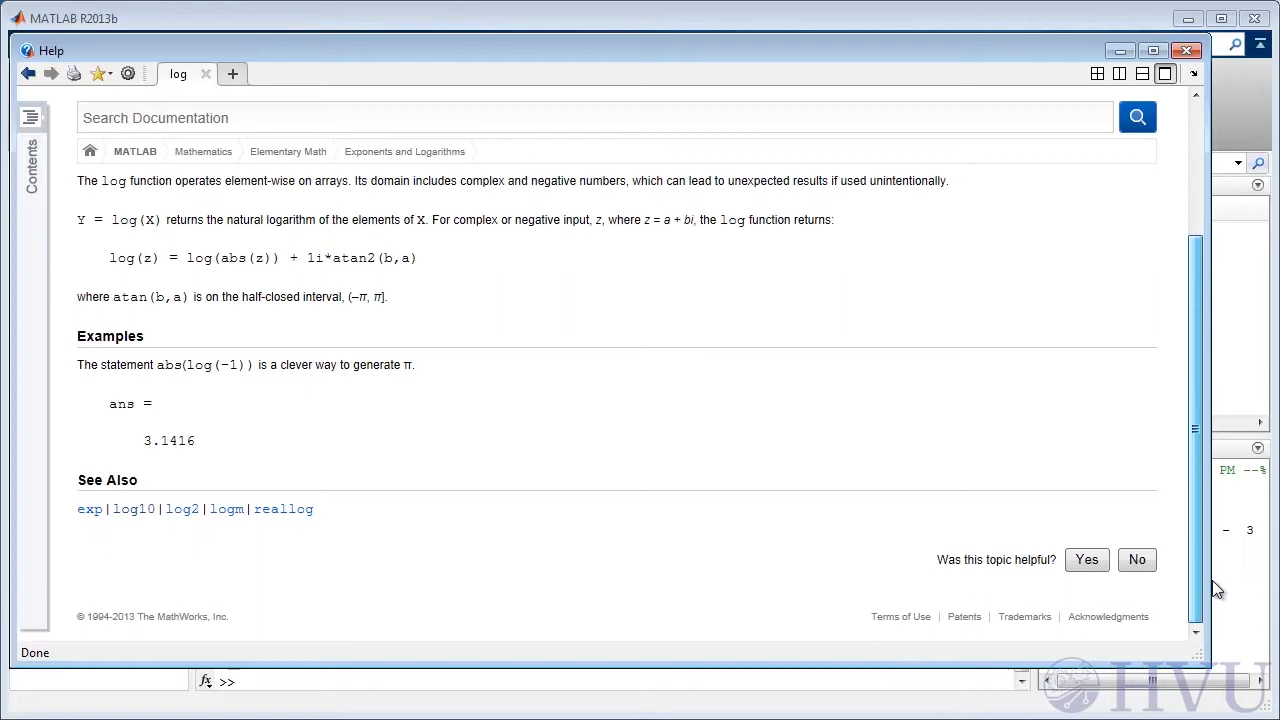 MATLAB R2013b
Help
log
Search Documentation
MATLAB Mathematics Elementary Math Exponents and Logarithms
Contents
The log function operates element-wise on arrays. Its domain includes complex and negative numbers, which can lead to unexpected results if used unintentionally.
Y = log(X) returns the natural logarithm of the elements of X. For complex or negative input, z, where z = a + bi, the log function returns:
log(z) = log(abs(z)) + 1i*atan2(b,a)
where atan(b,a) is on the half-closed interval, (–π, π].
Examples
The statement abs(log(-1)) is a clever way to generate π.
ans =
3.1416
PM --%
See Also
exp|log10|log2|logm|reallog
- 3
Was this topic helpful? Yes No
© 1994-2013 The MathWorks, Inc.
Terms of Use | Patents | Trademarks | Acknowledgments
Done
fx >>
HVU